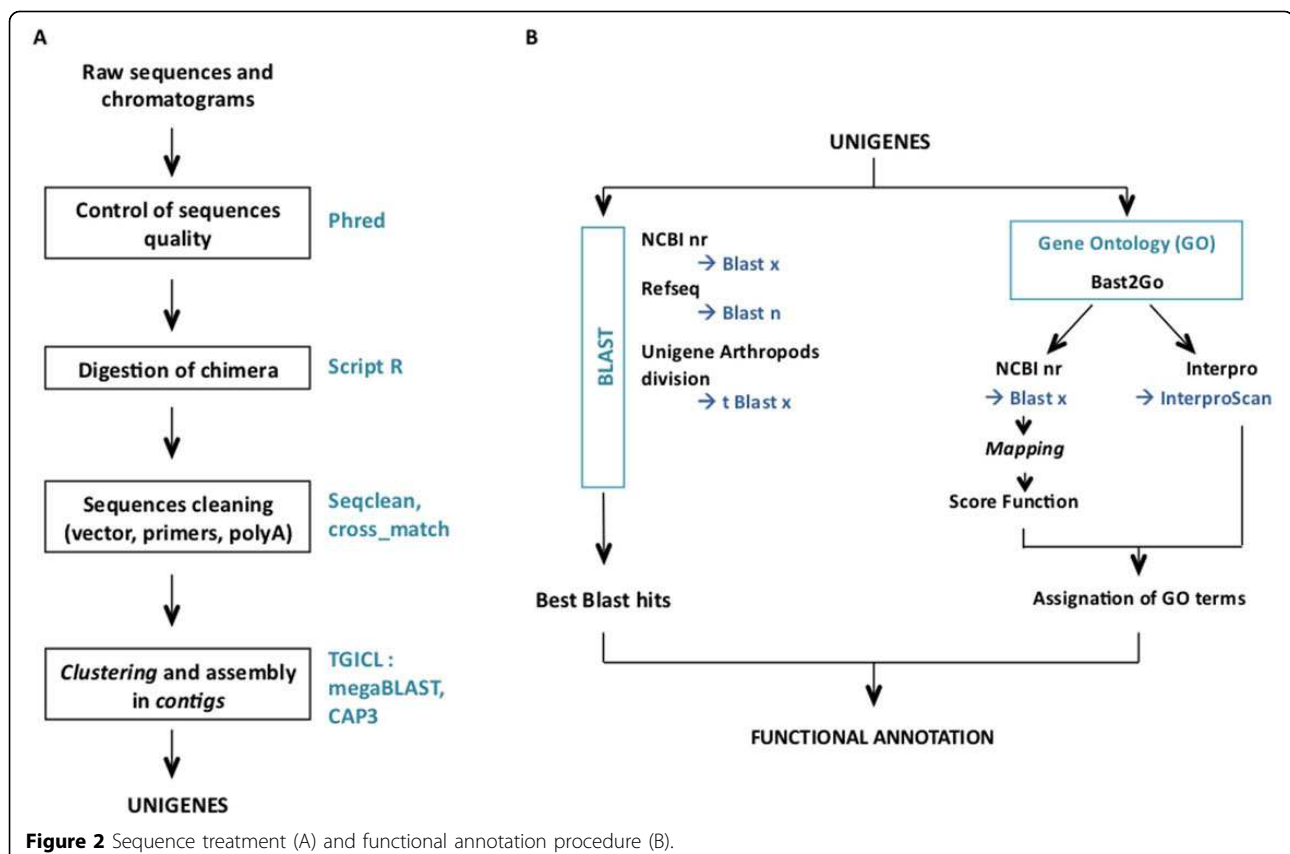 A
Raw sequences and
chromatograms
Control of sequences
quality
Phred
Digestion of chimera
Script R
Sequences cleaning
(vector, primers, polyA)
Seqclean,
cross_match
Clustering and assembly
in contigs
TGICL :
megaBLAST,
CAP3
UNIGENES
B
UNIGENES
BLAST
NCBI nr
→ Blast x
Refseq
→ Blast n
Unigene Arthropods
division
→ t Blast x
Best Blast hits
Gene Ontology (GO)
Bast2Go
NCBI nr
→ Blast x
Mapping
Score Function
Interpro
→ InterproScan
Assignation of GO terms
FUNCTIONAL ANNOTATION
Figure 2 Sequence treatment (A) and functional annotation procedure (B).